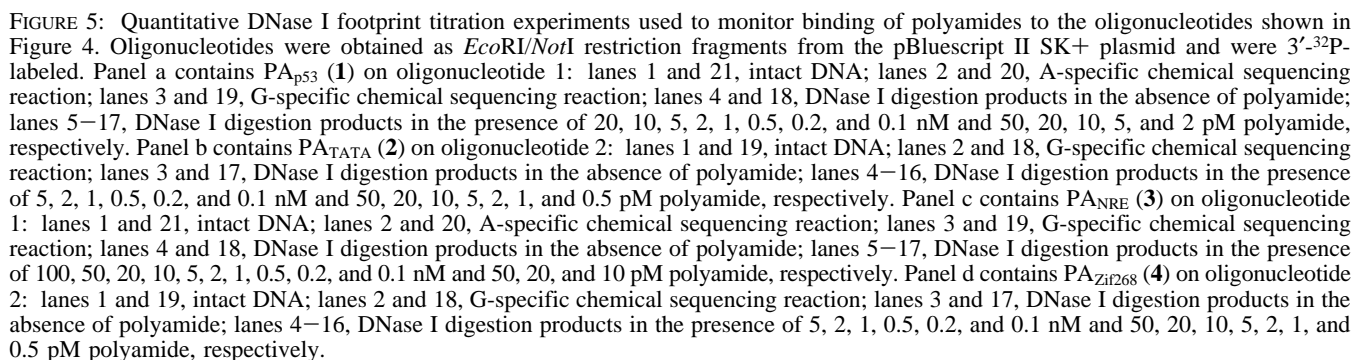 FIGURE 5: Quantitative DNase I footprint titration experiments used to monitor binding of polyamides to the oligonucleotides shown in
Figure 4. Oligonucleotides were obtained as EcoRI/NotI restriction fragments from the pBluescript II SK+ plasmid and were 3′-³²P-
labeled. Panel a contains PAp53 (1) on oligonucleotide 1: lanes 1 and 21, intact DNA; lanes 2 and 20, A-specific chemical sequencing
reaction; lanes 3 and 19, G-specific chemical sequencing reaction; lanes 4 and 18, DNase I digestion products in the absence of polyamide;
lanes 5−17, DNase I digestion products in the presence of 20, 10, 5, 2, 1, 0.5, 0.2, and 0.1 nM and 50, 20, 10, 5, and 2 pM polyamide,
respectively. Panel b contains PATATA (2) on oligonucleotide 2: lanes 1 and 19, intact DNA; lanes 2 and 18, G-specific chemical sequencing
reaction; lanes 3 and 17, DNase I digestion products in the absence of polyamide; lanes 4−16, DNase I digestion products in the presence
of 5, 2, 1, 0.5, 0.2, and 0.1 nM and 50, 20, 10, 5, 2, 1, and 0.5 pM polyamide, respectively. Panel c contains PANRE (3) on oligonucleotide
1: lanes 1 and 21, intact DNA; lanes 2 and 20, A-specific chemical sequencing reaction; lanes 3 and 19, G-specific chemical sequencing
reaction; lanes 4 and 18, DNase I digestion products in the absence of polyamide; lanes 5−17, DNase I digestion products in the presence
of 100, 50, 20, 10, 5, 2, 1, 0.5, 0.2, and 0.1 nM and 50, 20, and 10 pM polyamide, respectively. Panel d contains PAZif268 (4) on oligonucleotide
2: lanes 1 and 19, intact DNA; lanes 2 and 18, G-specific chemical sequencing reaction; lanes 3 and 17, DNase I digestion products in the
absence of polyamide; lanes 4−16, DNase I digestion products in the presence of 5, 2, 1, 0.5, 0.2, and 0.1 nM and 50, 20, 10, 5, 2, 1, and
0.5 pM polyamide, respectively.